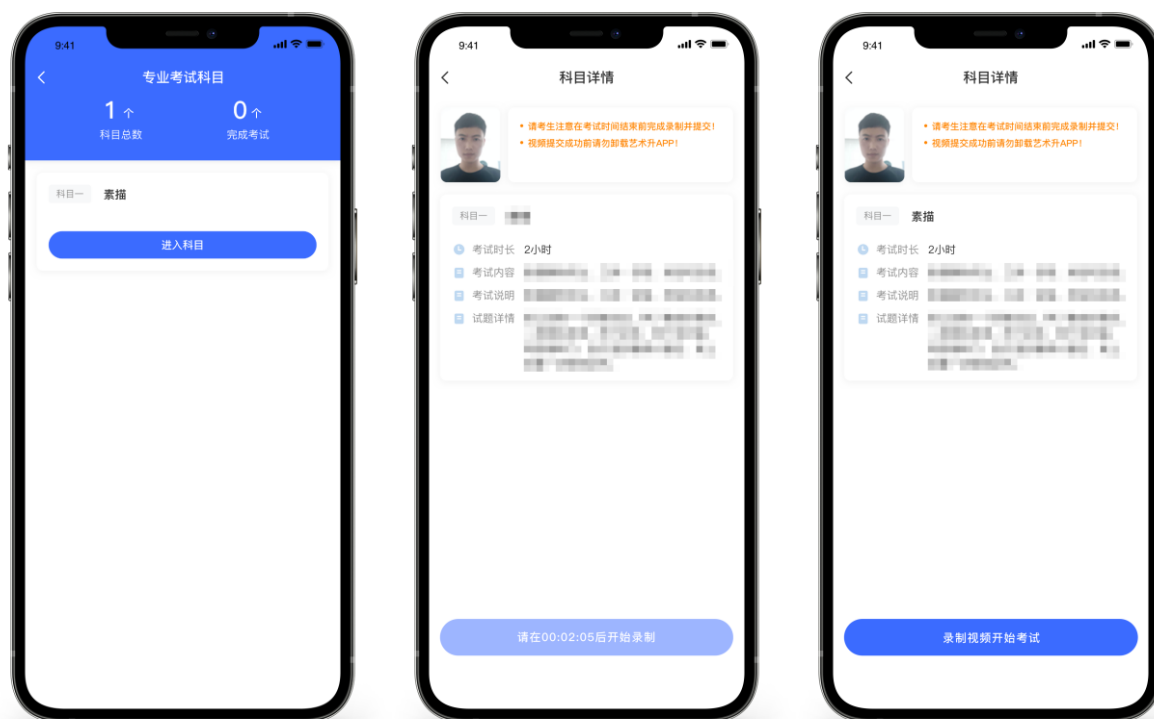 9:41
专业考试科目
1 个
0 个
科目总数
完成考试
科目一 素描
进入科目
9:41
科目详情
• 请考生注意在考试时间结束前完成录制并提交!
• 视频提交成功前请勿卸载艺术升APP!
科目一
考试时长 2小时
考试内容
考试说明
试题详情
请在00:02:05后开始录制
9:41
科目详情
• 请考生注意在考试时间结束前完成录制并提交!
• 视频提交成功前请勿卸载艺术升APP!
科目一 素描
考试时长 2小时
考试内容
考试说明
试题详情
录制视频开始考试